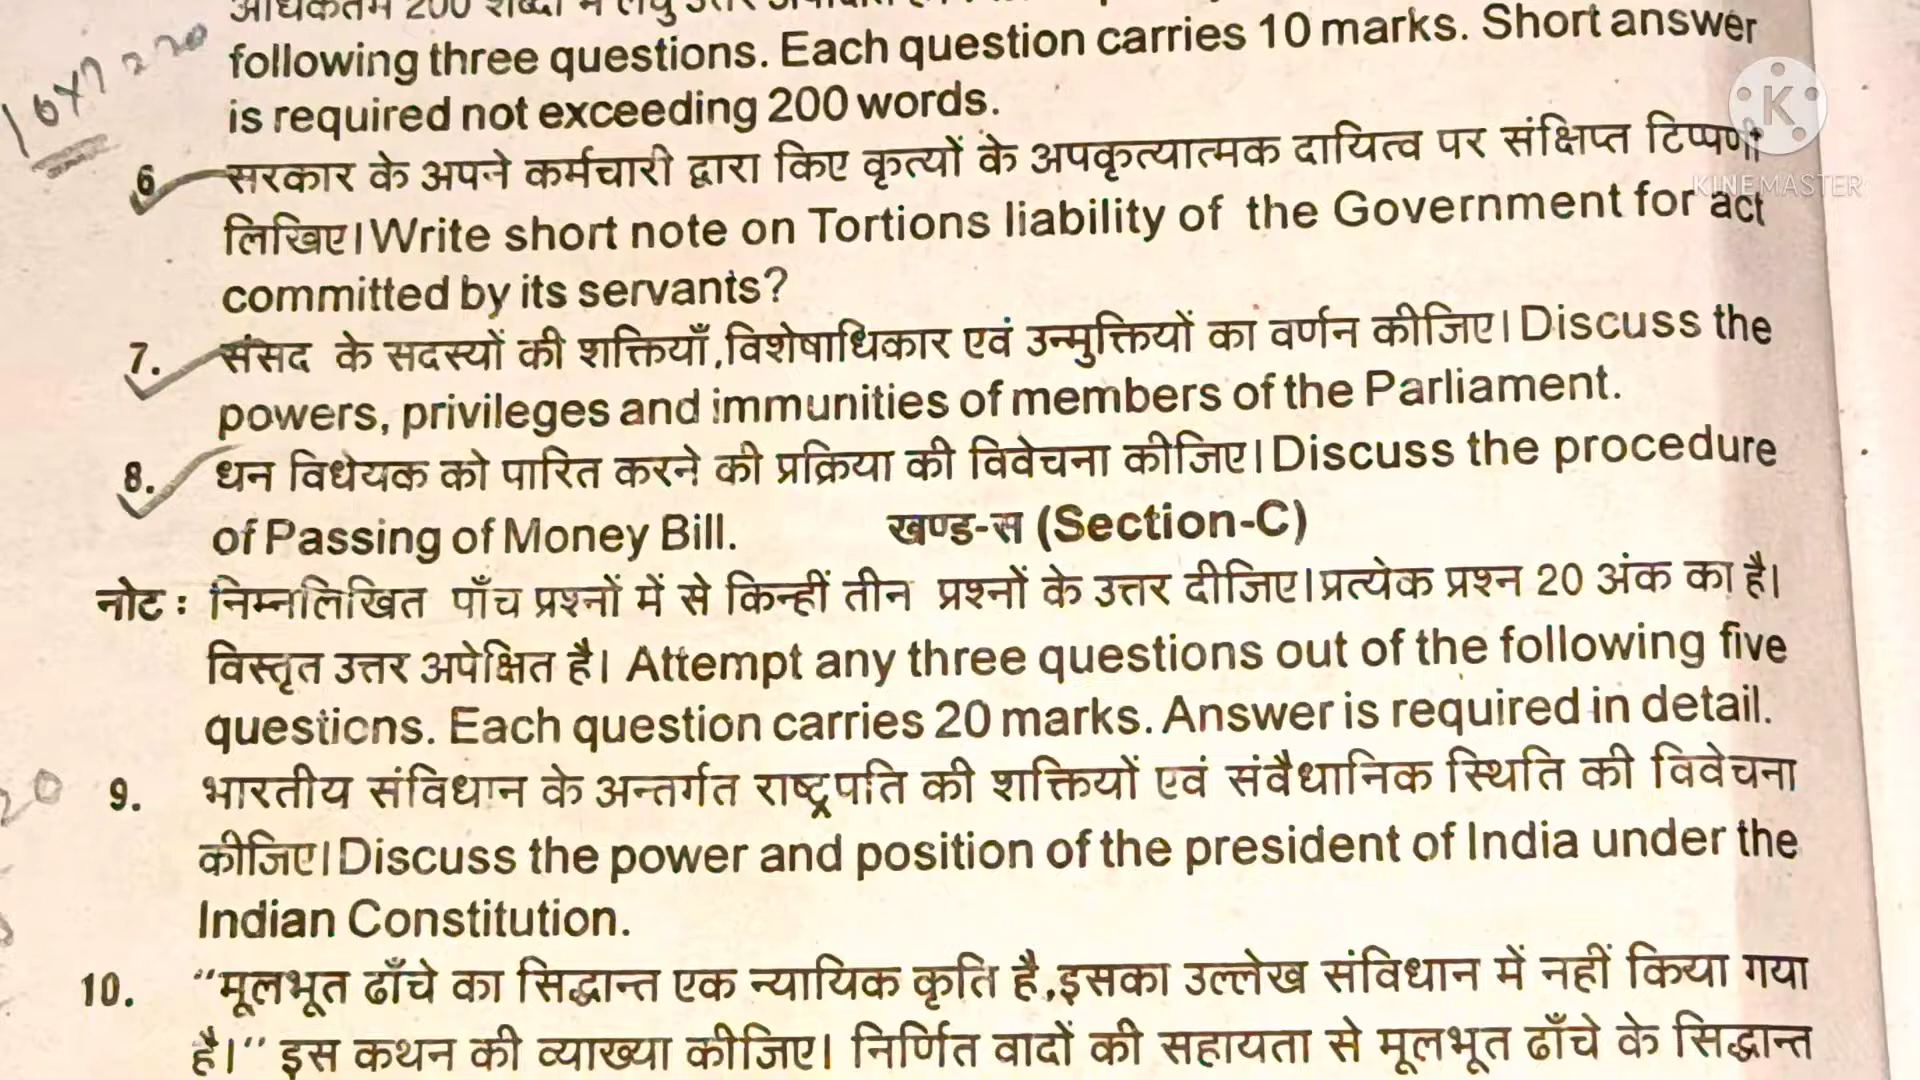 following three questions. Each question carries 10 marks. Short answer
is required not exceeding 200 words.
6. सरकार के अपने कर्मचारी द्वारा किए कृत्यों के अपकृत्यात्मक दायित्व पर संक्षिप्त टिप्पणी
लिखिए। Write short note on Tortions liability of the Government for act
committed by its servants?
7. संसद के सदस्यों की शक्तियाँ, विशेषाधिकार एवं उन्मुक्तियों का वर्णन कीजिए। Discuss the
powers, privileges and immunities of members of the Parliament.
8. धन विधेयक को पारित करने की प्रक्रिया की विवेचना कीजिए। Discuss the procedure
of Passing of Money Bill. खण्ड-स (Section-C)
नोट : निम्नलिखित पाँच प्रश्नों में से किन्हीं तीन प्रश्नों के उत्तर दीजिए। प्रत्येक प्रश्न 20 अंक का है।
विस्तृत उत्तर अपेक्षित है। Attempt any three questions out of the following five
questions. Each question carries 20 marks. Answer is required in detail.
9. भारतीय संविधान के अन्तर्गत राष्ट्रपति की शक्तियों एवं संवैधानिक स्थिति की विवेचना
कीजिए। Discuss the power and position of the president of India under the
Indian Constitution.
10. “मूलभूत ढाँचे का सिद्धान्त एक न्यायिक कृति है, इसका उल्लेख संविधान में नहीं किया गया
है।” इस कथन की व्याख्या कीजिए। निर्णित वादों की सहायता से मूलभूत ढाँचे के सिद्धान्त
K
KINEMASTER